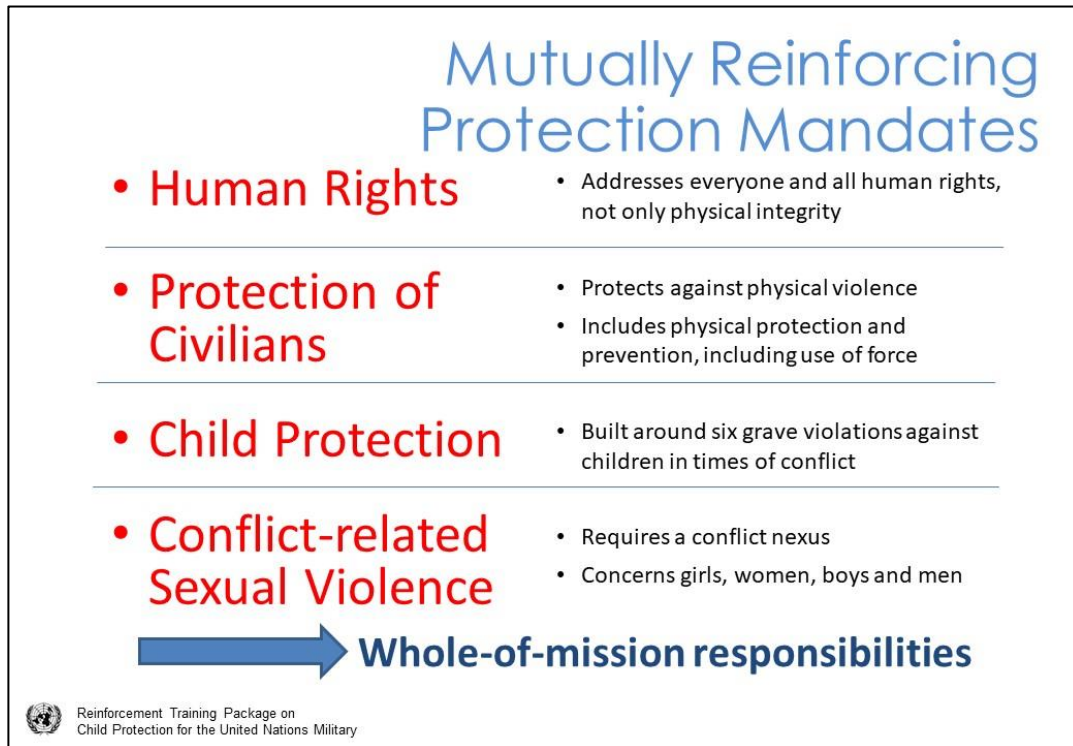 Mutually Reinforcing
Protection Mandates
• Human Rights
• Addresses everyone and all human rights,
not only physical integrity
• Protection of
Civilians
• Protects against physical violence
• Includes physical protection and
prevention, including use of force
• Child Protection
• Built around six grave violations against
children in times of conflict
• Conflict-related
Sexual Violence
• Requires a conflict nexus
• Concerns girls, women, boys and men
Whole-of-mission responsibilities
Reinforcement Training Package on
Child Protection for the United Nations Military